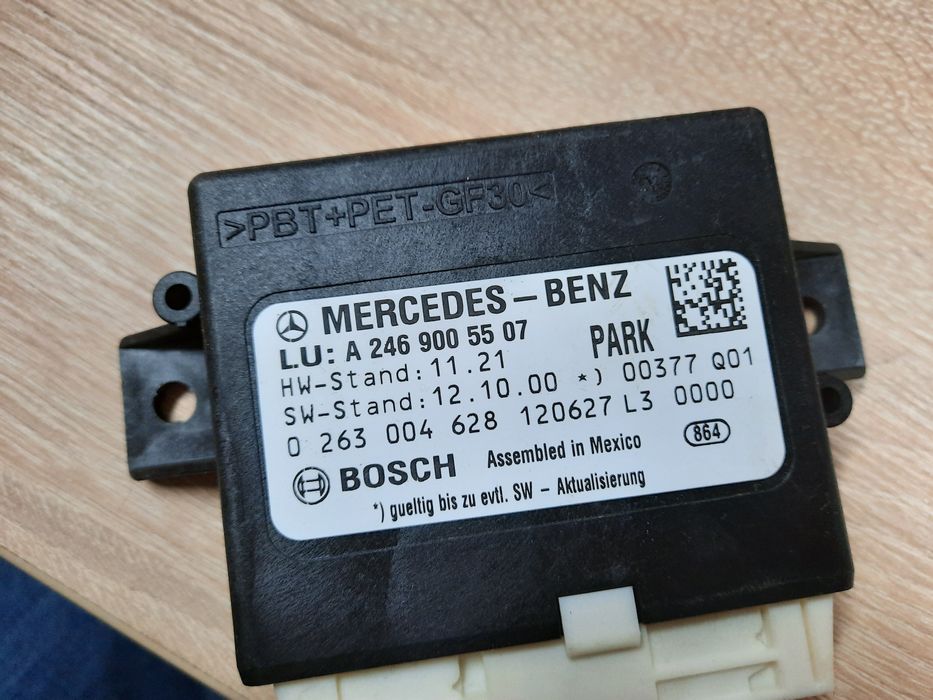 >PBT+PET-GF30<
MERCEDES-BENZ
LU: A 246 900 55 07 PARK
HW-Stand:11.21
SW-Stand:12.10.00 *) 00377 Q01
0 263 004 628 120627 L3 0000
BOSCH Assembled in Mexico 864
*) gueltig bis zu evtl. SW - Aktualisierung